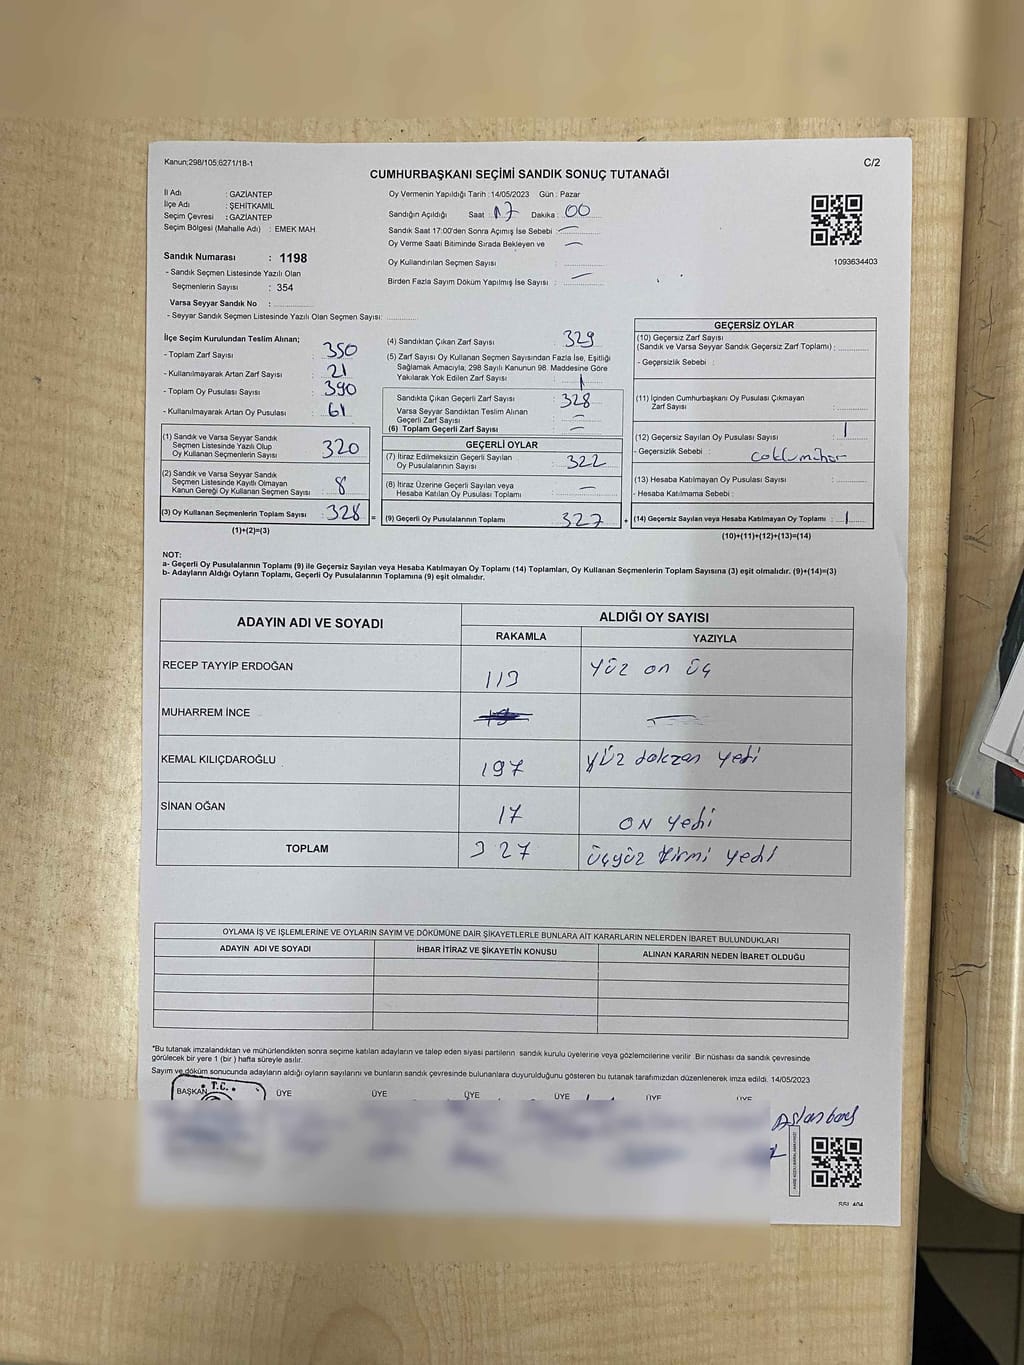 Kanun:298/105,6271/18-1
C/2
CUMHURBAŞKANI SEÇİMİ SANDIK SONUÇ TUTANAĞI
İl Adı : GAZİANTEP
İlçe Adı : ŞEHİTKAMİL
Seçim Çevresi : GAZİANTEP
Seçim Bölgesi (Mahalle Adı) : EMEK MAH
Sandık Numarası : 1198
- Sandık Seçmen Listesinde Yazılı Olan
Seçmenlerin Sayısı : 354
Varsa Seyyar Sandık No :
- Seyyar Sandık Seçmen Listesinde Yazılı Olan Seçmen Sayısı:
Oy Vermenin Yapıldığı Tarih : 14/05/2023 Gün : Pazar
Sandığın Açıldığı Saat : 17 Dakika : 00
Sandık Saat 17:00'den Sonra Açımış İse Sebebi : —
Oy Verme Saati Bitiminde Sırada Bekleyen ve —
Oy Kullandırılan Seçmen Sayısı :
Birden Fazla Sayım Döküm Yapılmış İse Sayısı : —
1093634403
İlçe Seçim Kurulundan Teslim Alınan;
- Toplam Zarf Sayısı : 350
- Kullanılmayarak Artan Zarf Sayısı : 21
- Toplam Oy Pusulası Sayısı : 390
- Kullanılmayarak Artan Oy Pusulası : 61
(1) Sandık ve Varsa Seyyar Sandık
Seçmen Listesinde Yazılı Olup
Oy Kullanan Seçmenlerin Sayısı : 320
(2) Sandık ve Varsa Seyyar Sandık
Seçmen Listesinde Kayıtlı Olmayan
Kanun Gereği Oy Kullanan Seçmen Sayısı : 8
(3) Oy Kullanan Seçmenlerin Toplam Sayısı : 328 =
(1)+(2)=(3)
(4) Sandıktan Çıkan Zarf Sayısı : 329
(5) Zarf Sayısı Oy Kullanan Seçmen Sayısından Fazla İse, Eşitliği
Sağlamak Amacıyla; 298 Sayılı Kanunun 98. Maddesine Göre
Yakılarak Yok Edilen Zarf Sayısı : 1
Sandıkta Çıkan Geçerli Zarf Sayısı : 328
Varsa Seyyar Sandıktan Teslim Alınan
Geçerli Zarf Sayısı : —
(6) Toplam Geçerli Zarf Sayısı : —
GEÇERLİ OYLAR
(7) İtiraz Edilmeksizin Geçerli Sayılan
Oy Pusulalarının Sayısı : 322
(8) İtiraz Üzerine Geçerli Sayılan veya
Hesaba Katılan Oy Pusulası Toplamı : —
(9) Geçerli Oy Pusulalarının Toplamı : 327 +
GEÇERSİZ OYLAR
(10) Geçersiz Zarf Sayısı
(Sandık ve Varsa Seyyar Sandık Geçersiz Zarf Toplamı) :
- Geçersizlik Sebebi :
(11) İçinden Cumhurbaşkanı Oy Pusulası Çıkmayan
Zarf Sayısı :
(12) Geçersiz Sayılan Oy Pusulası Sayısı : 1
- Geçersizlik Sebebi :
(13) Hesaba Katılmayan Oy Pusulası Sayısı :
- Hesaba Katılmama Sebebi :
(14) Geçersiz Sayılan veya Hesaba Katılmayan Oy Toplamı : 1
(10)+(11)+(12)+(13)=(14)
NOT:
a- Geçerli Oy Pusulalarının Toplamı (9) ile Geçersiz Sayılan veya Hesaba Katılmayan Oy Toplamı (14) Toplamları, Oy Kullanan Seçmenlerin Toplam Sayısına (3) eşit olmalıdır. (9)+(14)=(3)
b- Adayların Aldığı Oyların Toplamı, Geçerli Oy Pusulalarının Toplamına (9) eşit olmalıdır.
ADAYIN ADI VE SOYADI
ALDIĞI OY SAYISI
RAKAMLA YAZIYLA
RECEP TAYYİP ERDOĞAN 113 yüz on üç
MUHARREM İNCE —
KEMAL KILIÇDAROĞLU 197 yüz dokzan yedi
SİNAN OĞAN 17 ON yedi
TOPLAM 327 üçyüz yirmi yedi
OYLAMA İŞ VE İŞLEMLERİNE VE OYLARIN SAYIM VE DÖKÜMÜNE DAİR ŞİKAYETLERLE BUNLARA AİT KARARLARIN NELERDEN İBARET BULUNDUKLARI
ADAYIN ADI VE SOYADI İHBAR İTİRAZ VE ŞİKAYETİN KONUSU ALINAN KARARIN NEDEN İBARET OLDUĞU
*Bu tutanak imzalandıktan ve mühürlendikten sonra seçime katılan adayların ve talep eden siyasi partilerin sandık kurulu üyelerine veya gözlemcilerine verilir. Bir nüshası da sandık çevresinde
görülecek bir yere 1 (bir) hafta süreyle asılır.
Sayım ve döküm sonucunda adayların aldığı oyların sayılarını ve bunların sandık çevresinde bulunanlara duyurulduğunu gösteren bu tutanak tarafımızdan düzenlenerek imza edildi. 14/05/2023
BAŞKAN T.C. ÜYE ÜYE ÜYE ÜYE ÜYE ÜYE